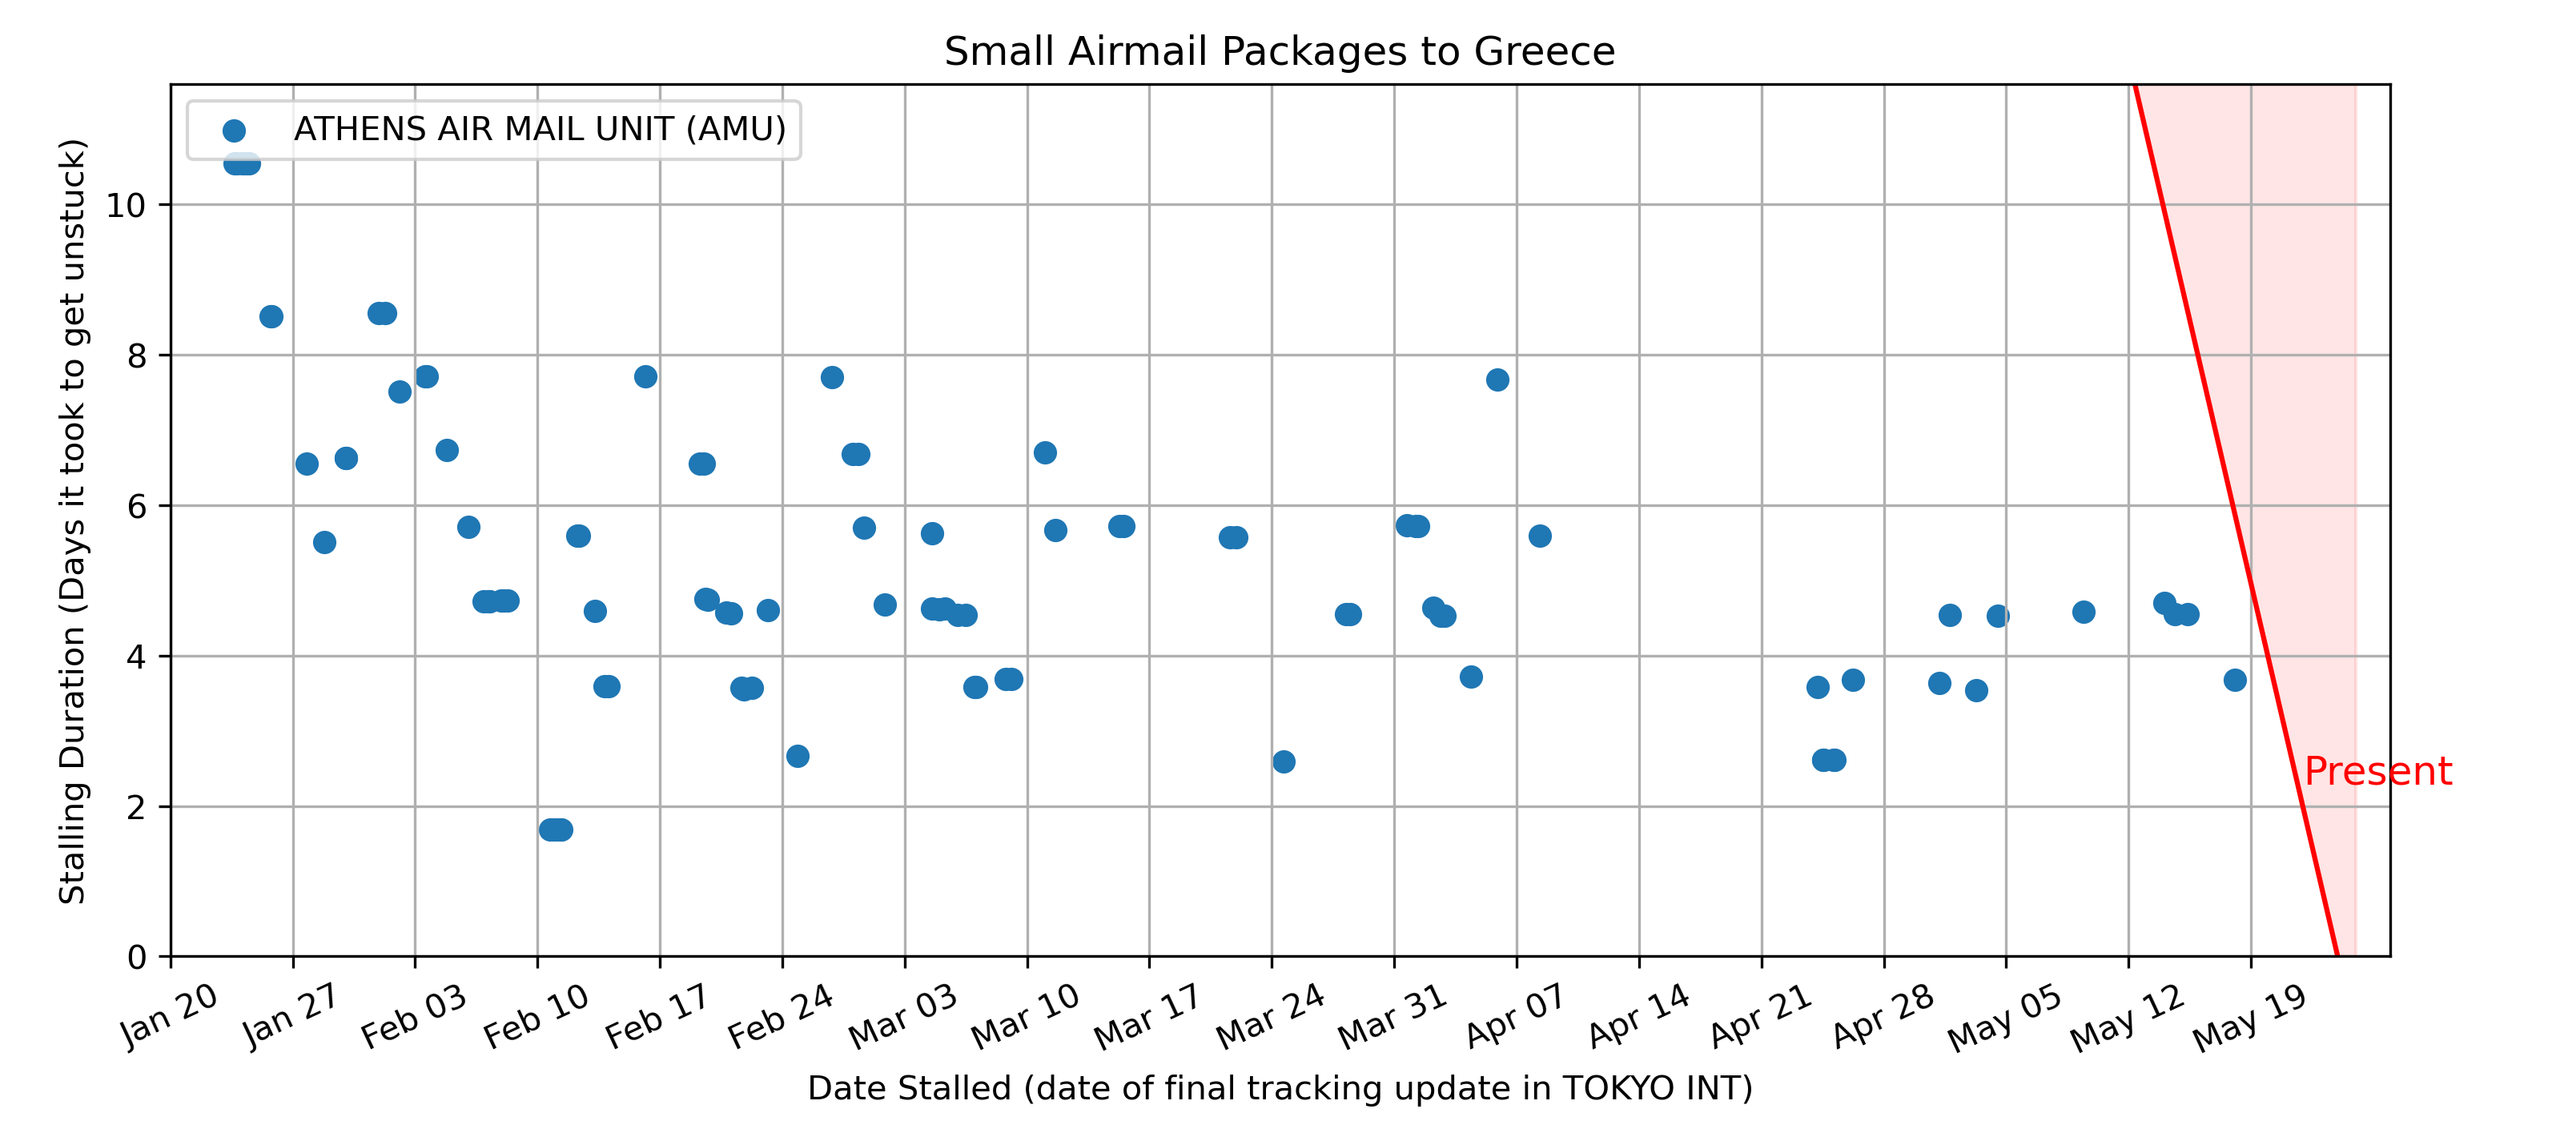 Small Airmail Packages to Greece
ATHENS AIR MAIL UNIT (AMU)
Stalling Duration (Days it took to get unstuck)
10
8
6
4
2
0
Present
Jan 20
Jan 27
Feb 03
Feb 10
Feb 17
Feb 24
Mar 03
Mar 10
Mar 17
Mar 24
Mar 31
Apr 07
Apr 14
Apr 21
Apr 28
May 05
May 12
May 19
Date Stalled (date of final tracking update in TOKYO INT)